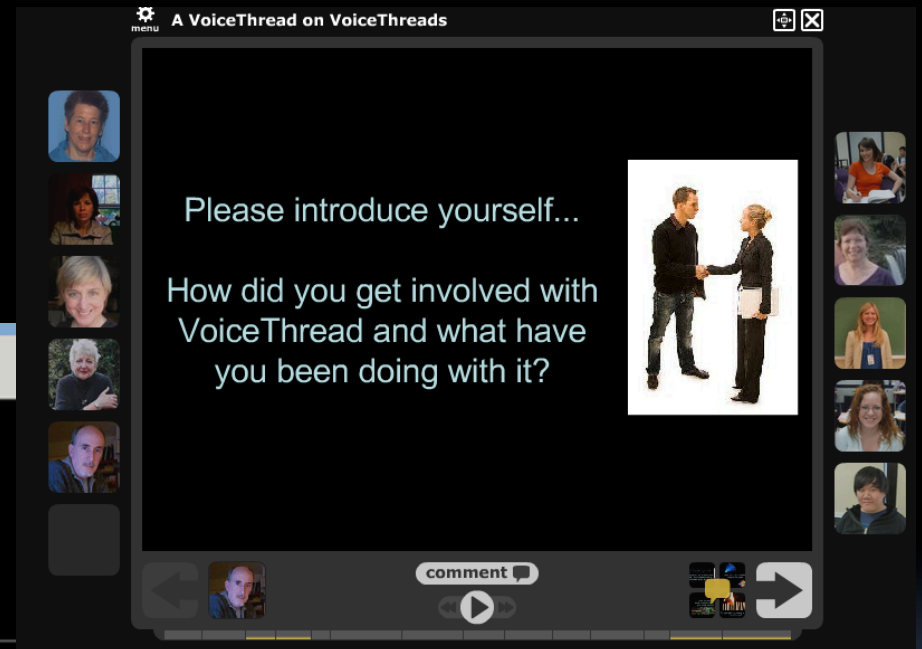 menu
A VoiceThread on VoiceThreads
Please introduce yourself...
How did you get involved with
VoiceThread and what have
you been doing with it?
comment